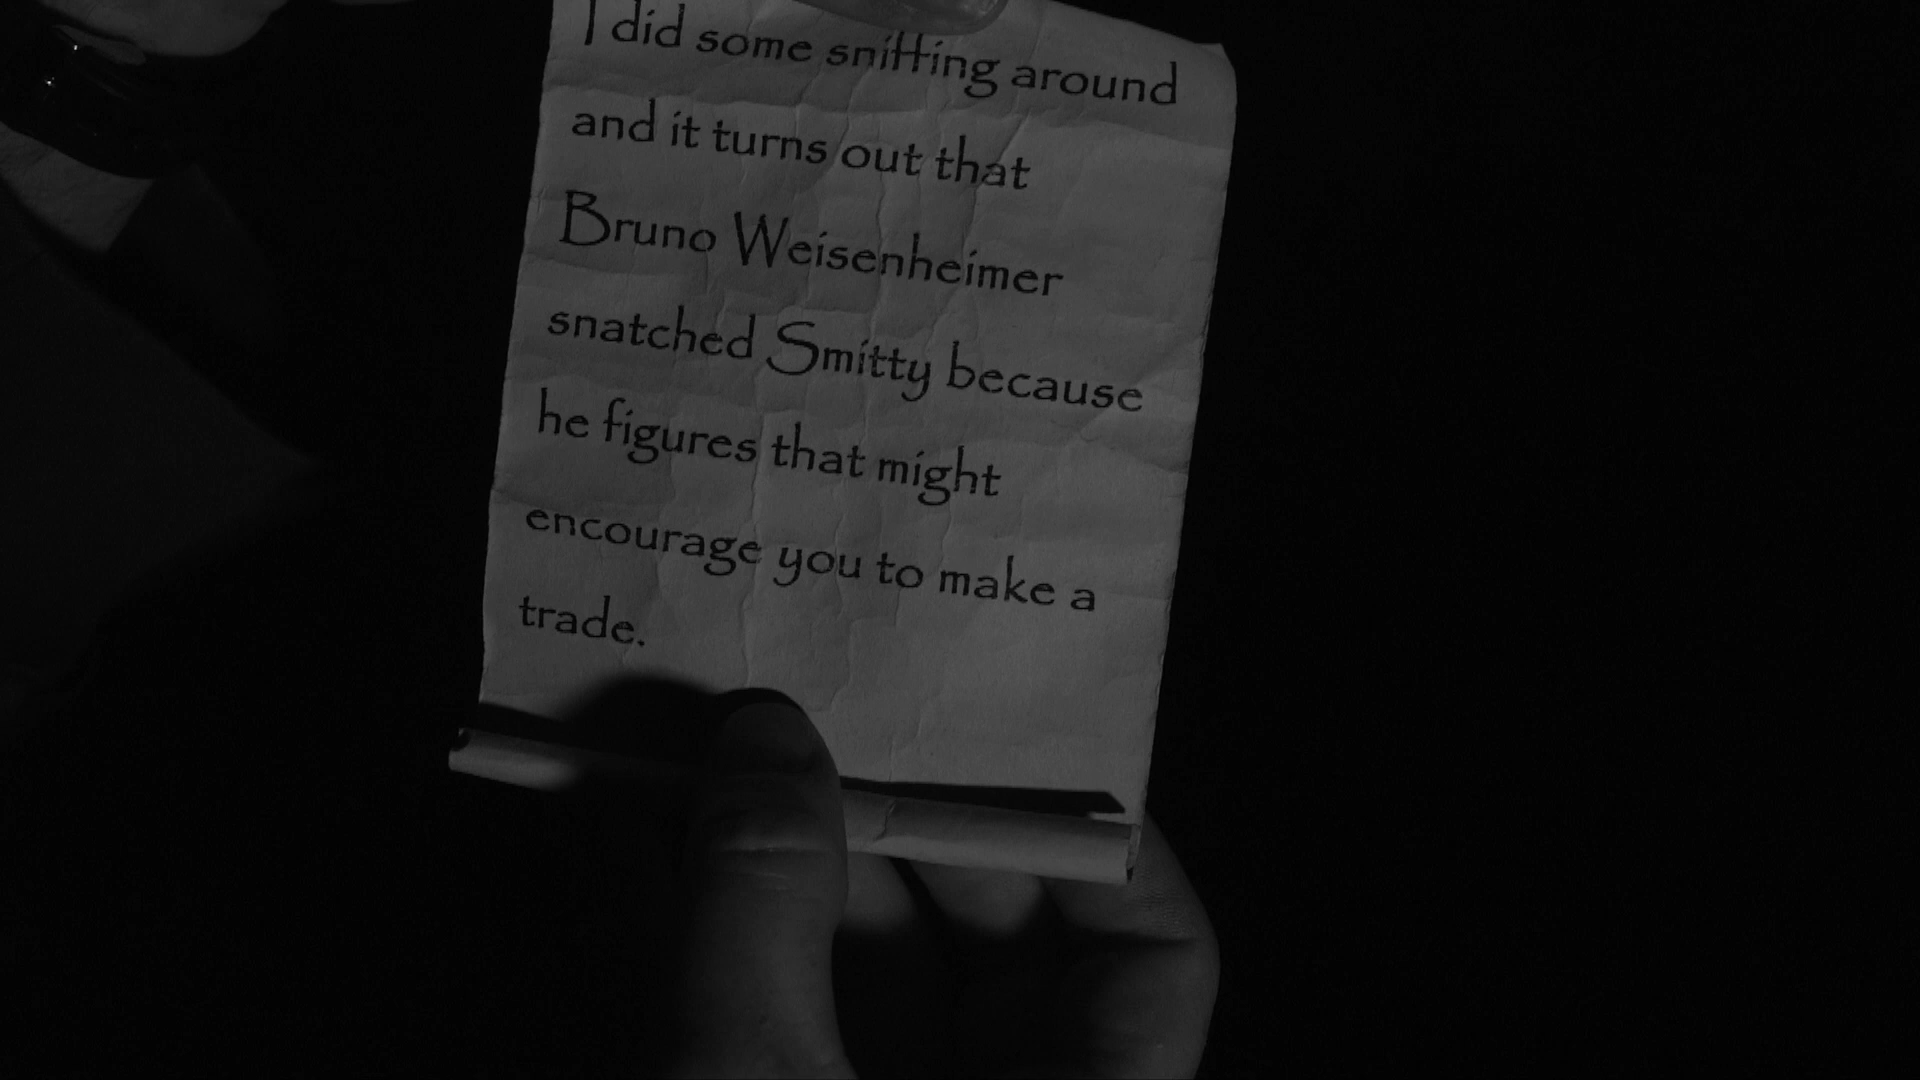 I did some sniffing around
and it turns out that
Bruno Weisenheimer
snatched Smitty because
he figures that might
encourage you to make a
trade.